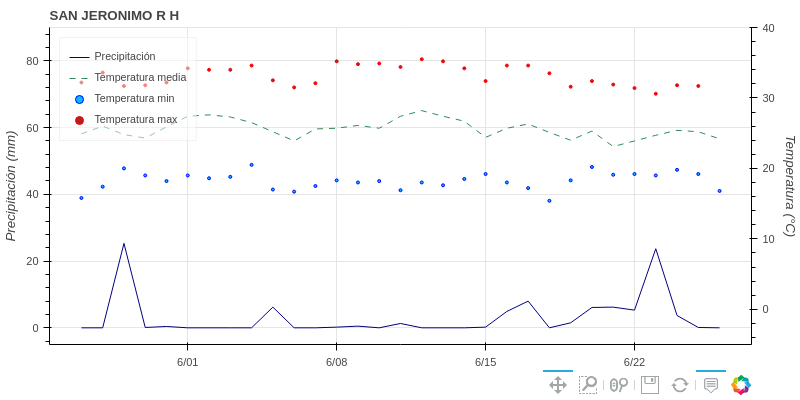 SAN JERONIMO R H
Precipitación
Temperatura media
Temperatura min
Temperatura max
Precipitación (mm)
80
60
40
20
0
Temperatura (°C)
40
30
20
10
0
6/01
6/08
6/15
6/22